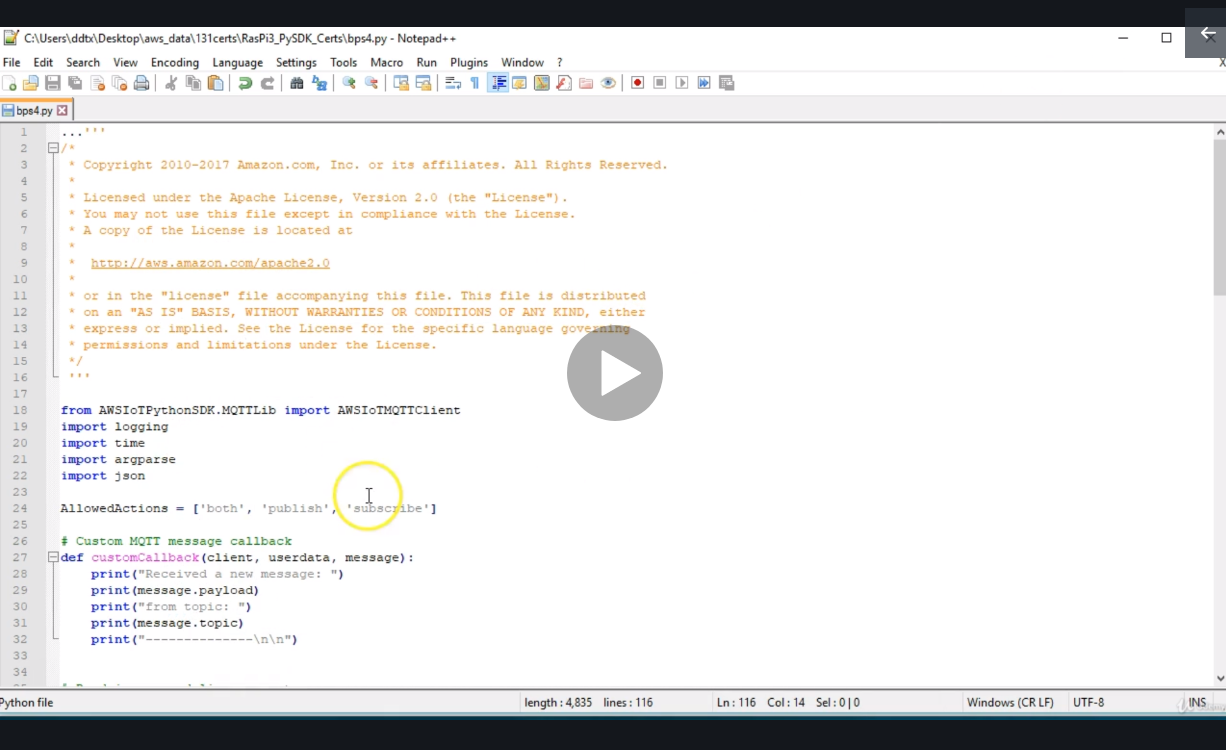 C:\Users\ddtx\Desktop\aws_data\131certs\RasPi3_PySDK_Certs\bps4.py - Notepad++
File Edit Search View Encoding Language Settings Tools Macro Run Plugins Window ?
bps4.py
1 ...'''
2 /*
3 * Copyright 2010-2017 Amazon.com, Inc. or its affiliates. All Rights Reserved.
4 *
5 * Licensed under the Apache License, Version 2.0 (the "License").
6 * You may not use this file except in compliance with the License.
7 * A copy of the License is located at
8 *
9 * http://aws.amazon.com/apache2.0
10 *
11 * or in the "license" file accompanying this file. This file is distributed
12 * on an "AS IS" BASIS, WITHOUT WARRANTIES OR CONDITIONS OF ANY KIND, either
13 * express or implied. See the License for the specific language governing
14 * permissions and limitations under the License.
15 */
16 '''
17
18 from AWSIoTPythonSDK.MQTTLib import AWSIoTMQTTClient
19 import logging
20 import time
21 import argparse
22 import json
23
24 AllowedActions = ['both', 'publish', 'subscribe']
25
26 # Custom MQTT message callback
27 def customCallback(client, userdata, message):
28 print("Received a new message: ")
29 print(message.payload)
30 print("from topic: ")
31 print(message.topic)
32 print("--------------\n\n")
33
34
Python file length : 4,835 lines : 116 Ln : 116 Col : 14 Sel : 0 | 0 Windows (CR LF) UTF-8 INS